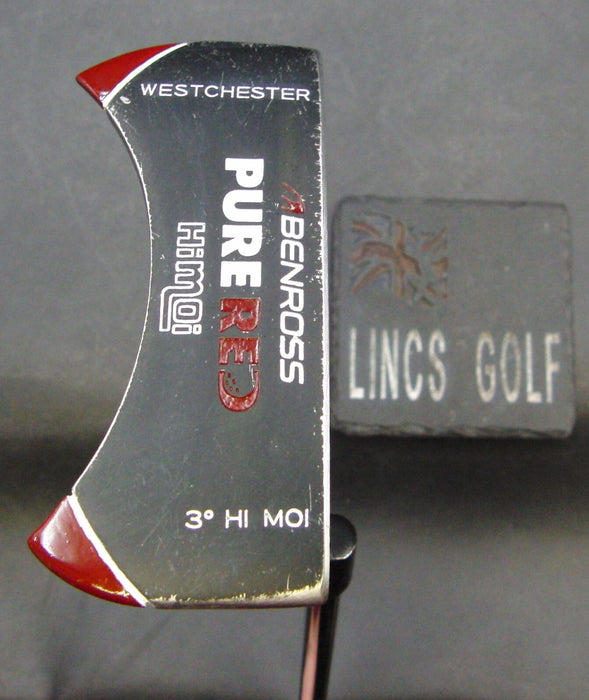 WESTCHESTER
BENROSS
PURE RED
Himoi
3° HI MOI
LINCS GOLF